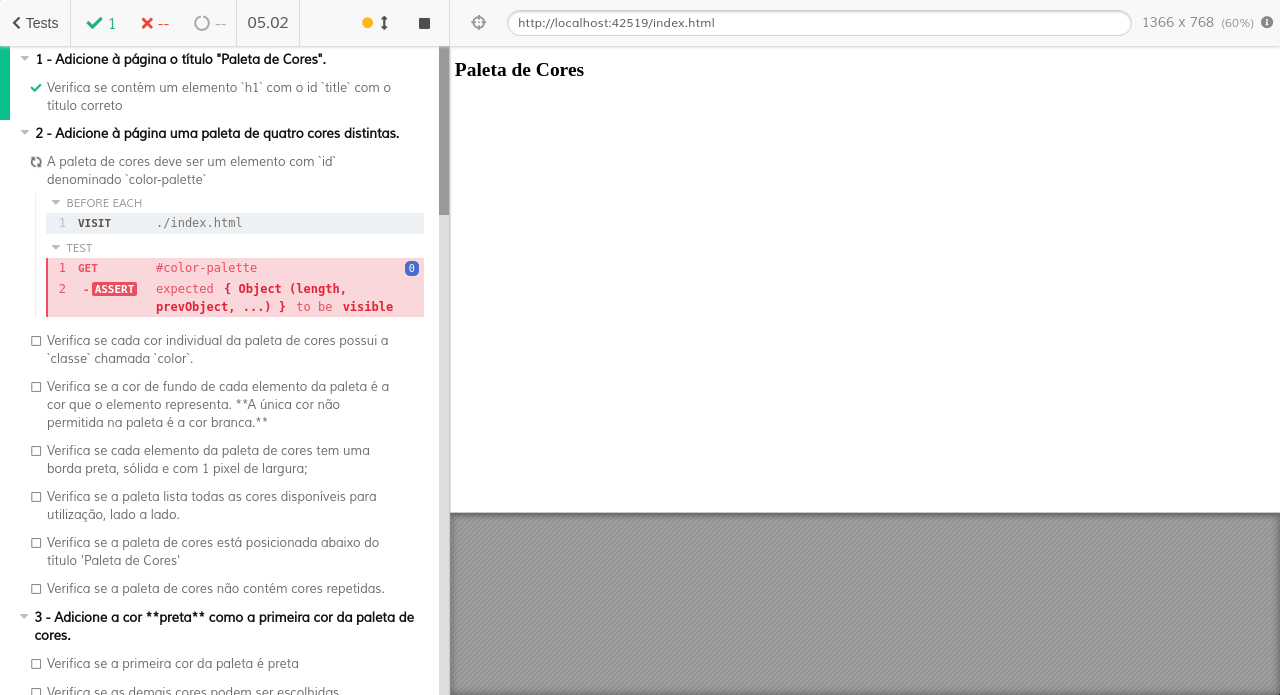 Tests
1
--
--
05.02
http://localhost:42519/index.html
1366 x 768 (60%)
1 - Adicione à página o título "Paleta de Cores".
Verifica se contém um elemento `h1` com o id `title` com o
título correto
2 - Adicione à página uma paleta de quatro cores distintas.
A paleta de cores deve ser um elemento com `id`
denominado `color-palette`
BEFORE EACH
1 VISIT ./index.html
TEST
1 GET #color-palette 0
2 -ASSERT expected { Object (length,
prevObject, ...) } to be visible
Verifica se cada cor individual da paleta de cores possui a
`classe` chamada `color`.
Verifica se a cor de fundo de cada elemento da paleta é a
cor que o elemento representa. **A única cor não
permitida na paleta é a cor branca.**
Verifica se cada elemento da paleta de cores tem uma
borda preta, sólida e com 1 pixel de largura;
Verifica se a paleta lista todas as cores disponíveis para
utilização, lado a lado.
Verifica se a paleta de cores está posicionada abaixo do
título 'Paleta de Cores'
Verifica se a paleta de cores não contém cores repetidas.
3 - Adicione a cor **preta** como a primeira cor da paleta de
cores.
Verifica se a primeira cor da paleta é preta
Verifica se as demais cores podem ser escolhidas
Paleta de Cores